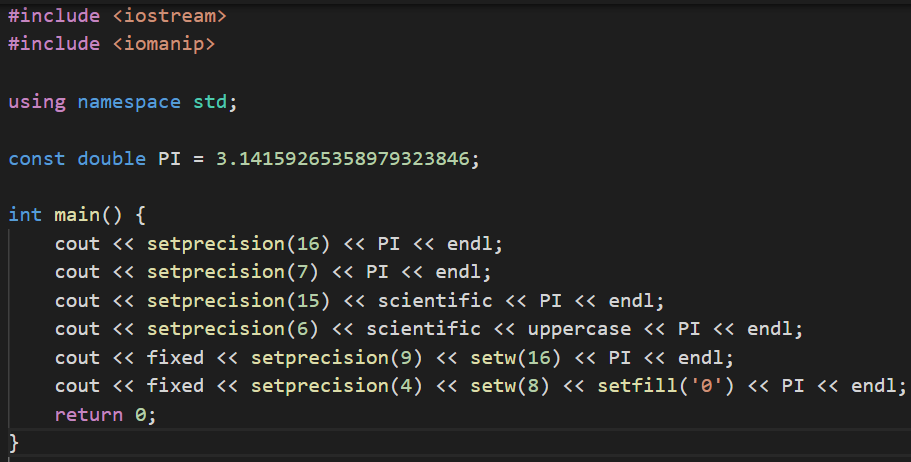 #include <iostream>
#include <iomanip>
using namespace std;
const double PI = 3.14159265358979323846;
int main() {
    cout << setprecision(16) << PI << endl;
    cout << setprecision(7) << PI << endl;
    cout << setprecision(15) << scientific << PI << endl;
    cout << setprecision(6) << scientific << uppercase << PI << endl;
    cout << fixed << setprecision(9) << setw(16) << PI << endl;
    cout << fixed << setprecision(4) << setw(8) << setfill('0') << PI << endl;
    return 0;
}